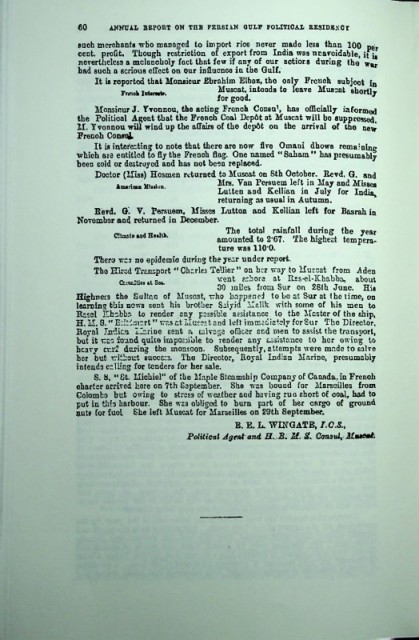 60 ANNUAL REPORT ON THE PERSIAN GULF POLITICAL RESIDENCY
such merchants who managed to import rice never made less than 100 per
cent. profit. Though restriction of export from India was unavoidable, it is
nevertheless a melancholy fact that few if any of our actions during the war
had such a serious effect on our influence in the Gulf.
It is reported that Monsieur Ebrahim Elbas, the only French subject in
French Interests.
Muscat, intends to leave Muscat shortly
for good.
Monsieur J. Yvonnou, the acting French Consul, has officially informed
the Political Agent that the French Coal Depôt at Muscat will be suppressed.
M. Yvonnou will wind up the affairs of the depôt on the arrival of the new
French Consul.
It is interesting to note that there are now five Omani dhows remaining
which are entitled to fly the French flag. One named "Saham" has presumably
been sold or destroyed and has not been replaced.
Doctor (Miss) Hosmen returned to Muscat on 8th October. Revd. G. and
American Mission.
Mrs. Van Persuem left in May and Misses
Lutten and Kellian in July for India,
returning as usual in Autumn.
Revd. G. V. Persuem, Misses Lutton and Kellian left for Basrah in
November and returned in December.
Climate and Health.
The total rainfall during the year
amounted to 2·67. The highest tempera-
ture was 110·0.
There was no epidemic during the year under report.
The Hired Transport "Charles Tellier" on her way to Muscat from Aden
Casualties at Sea.
went ashore at Ras-el-Khabba, about
30 miles from Sur on 28th June. His
Highness the Sultan of Muscat, who happened to be at Sur at the time, on
learning this news sent his brother Saiyid Malik with some of his men to
Rasel Khabba to render any possible assistance to the Master of the ship,
H. M. S. was at Muscat and left immediately for Sur The Director,
Royal Indian Marine sent a salvage officer and men to assist the transport,
but it was found quite impossible to render any assistance to her owing to
heavy surf during the monsoon. Subsequently, attempts were made to salve
her but without success. The Director, Royal Indian Marine, presumably
intends calling for tenders for her sale.
S. S. "St. Michiel" of the Maple Steamship Company of Canada, in French
charter arrived here on 7th September. She was bound for Marseilles from
Colombo but owing to stress of weather and having run short of coal, had to
put in this harbour. She was obliged to burn part of her cargo of ground
nuts for fuel She left Muscat for Marseilles on 29th September.
R. E. L. WINGATE, I.C.S.,
Political Agent and H. B. M. S. Consul, Muscat.